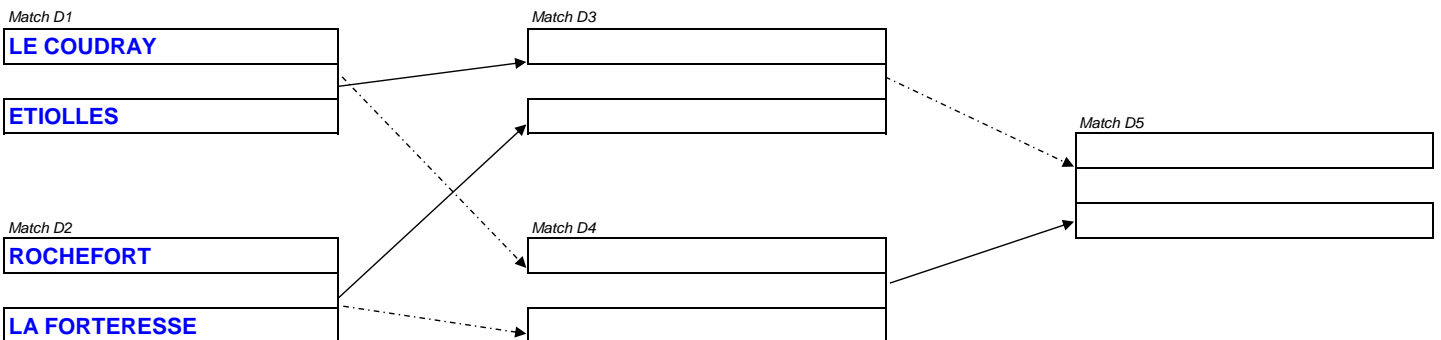 Match D1
LE COUDRAY
ETIOLLES
Match D2
ROCHEFORT
LA FORTERESSE
Match D3
Match D4
Match D5